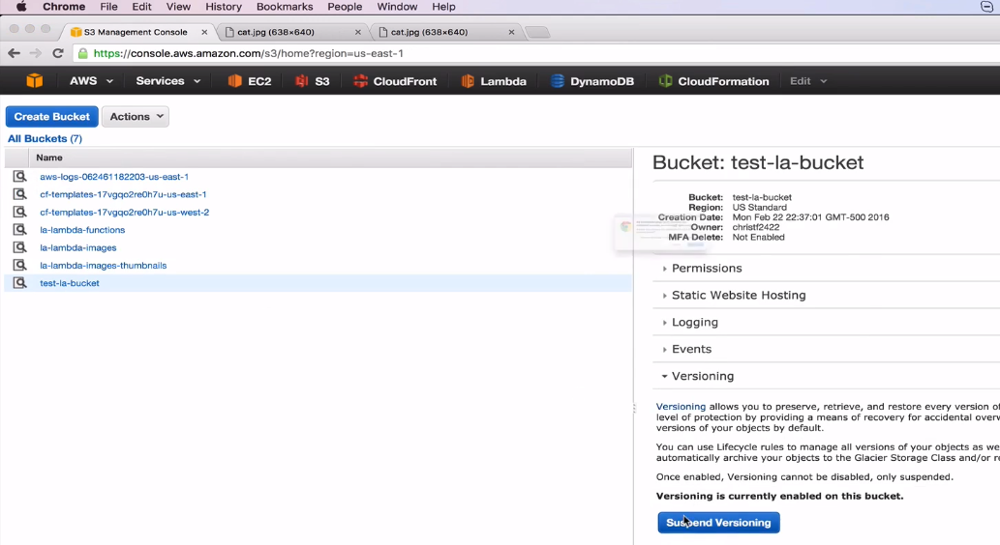 Chrome File Edit View History Bookmarks People Window Help
S3 Management Console × cat.jpg (638×640) × cat.jpg (638×640) ×
https://console.aws.amazon.com/s3/home?region=us-east-1
AWS Services EC2 S3 CloudFront Lambda DynamoDB CloudFormation Edit
Create Bucket Actions
All Buckets (7)
Name
aws-logs-062461182203-us-east-1
cf-templates-17vgqo2re0h7u-us-east-1
cf-templates-17vgqo2re0h7u-us-west-2
la-lambda-functions
la-lambda-images
la-lambda-images-thumbnails
test-la-bucket
Bucket: test-la-bucket
Bucket: test-la-bucket
Region: US Standard
Creation Date: Mon Feb 22 22:37:01 GMT-500 2016
Owner: christf2422
MFA Delete: Not Enabled
Permissions
Static Website Hosting
Logging
Events
Versioning
Versioning allows you to preserve, retrieve, and restore every version of
level of protection by providing a means of recovery for accidental over
versions of your objects by default.
You can use Lifecycle rules to manage all versions of your objects as we
automatically archive your objects to the Glacier Storage Class and/or r
Once enabled, Versioning cannot be disabled, only suspended.
Versioning is currently enabled on this bucket.
Suspend Versioning